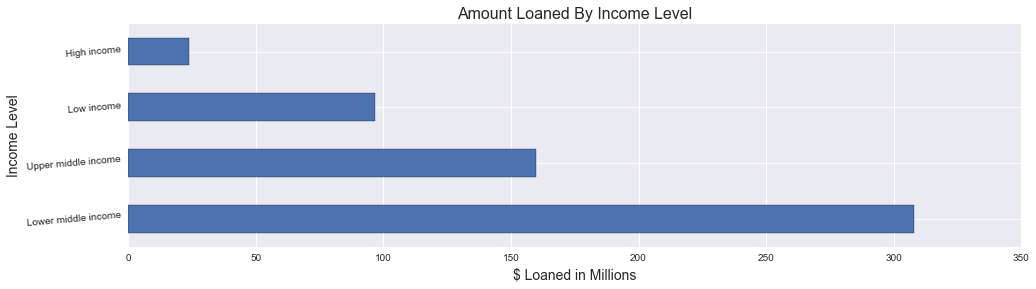 Amount Loaned By Income Level
High income
Low income
Upper middle income
Lower middle income
Income Level
0 50 100 150 200 250 300 350
$ Loaned in Millions